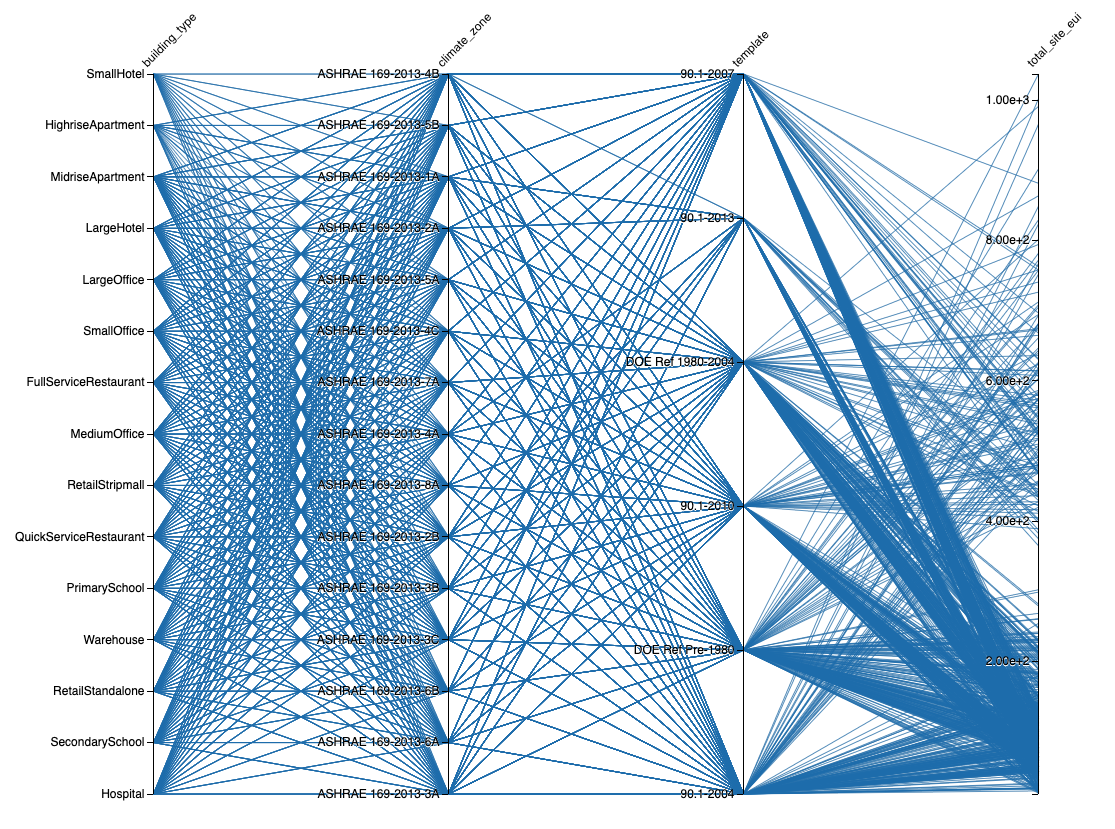 building_type
climate_zone
template
total_site_eui
SmallHotel
HighriseApartment
MidriseApartment
LargeHotel
LargeOffice
SmallOffice
FullServiceRestaurant
MediumOffice
RetailStripmall
QuickServiceRestaurant
PrimarySchool
Warehouse
RetailStandalone
SecondarySchool
Hospital
ASHRAE 169-2013-4B
ASHRAE 169-2013-5B
ASHRAE 169-2013-1A
ASHRAE 169-2013-2A
ASHRAE 169-2013-5A
ASHRAE 169-2013-4C
ASHRAE 169-2013-7A
ASHRAE 169-2013-4A
ASHRAE 169-2013-8A
ASHRAE 169-2013-2B
ASHRAE 169-2013-3B
ASHRAE 169-2013-3C
ASHRAE 169-2013-6B
ASHRAE 169-2013-6A
ASHRAE 169-2013-3A
90.1-2007
90.1-2013
DOE Ref 1980-2004
90.1-2010
DOE Ref Pre-1980
90.1-2004
1.00e+3
8.00e+2
6.00e+2
4.00e+2
2.00e+2